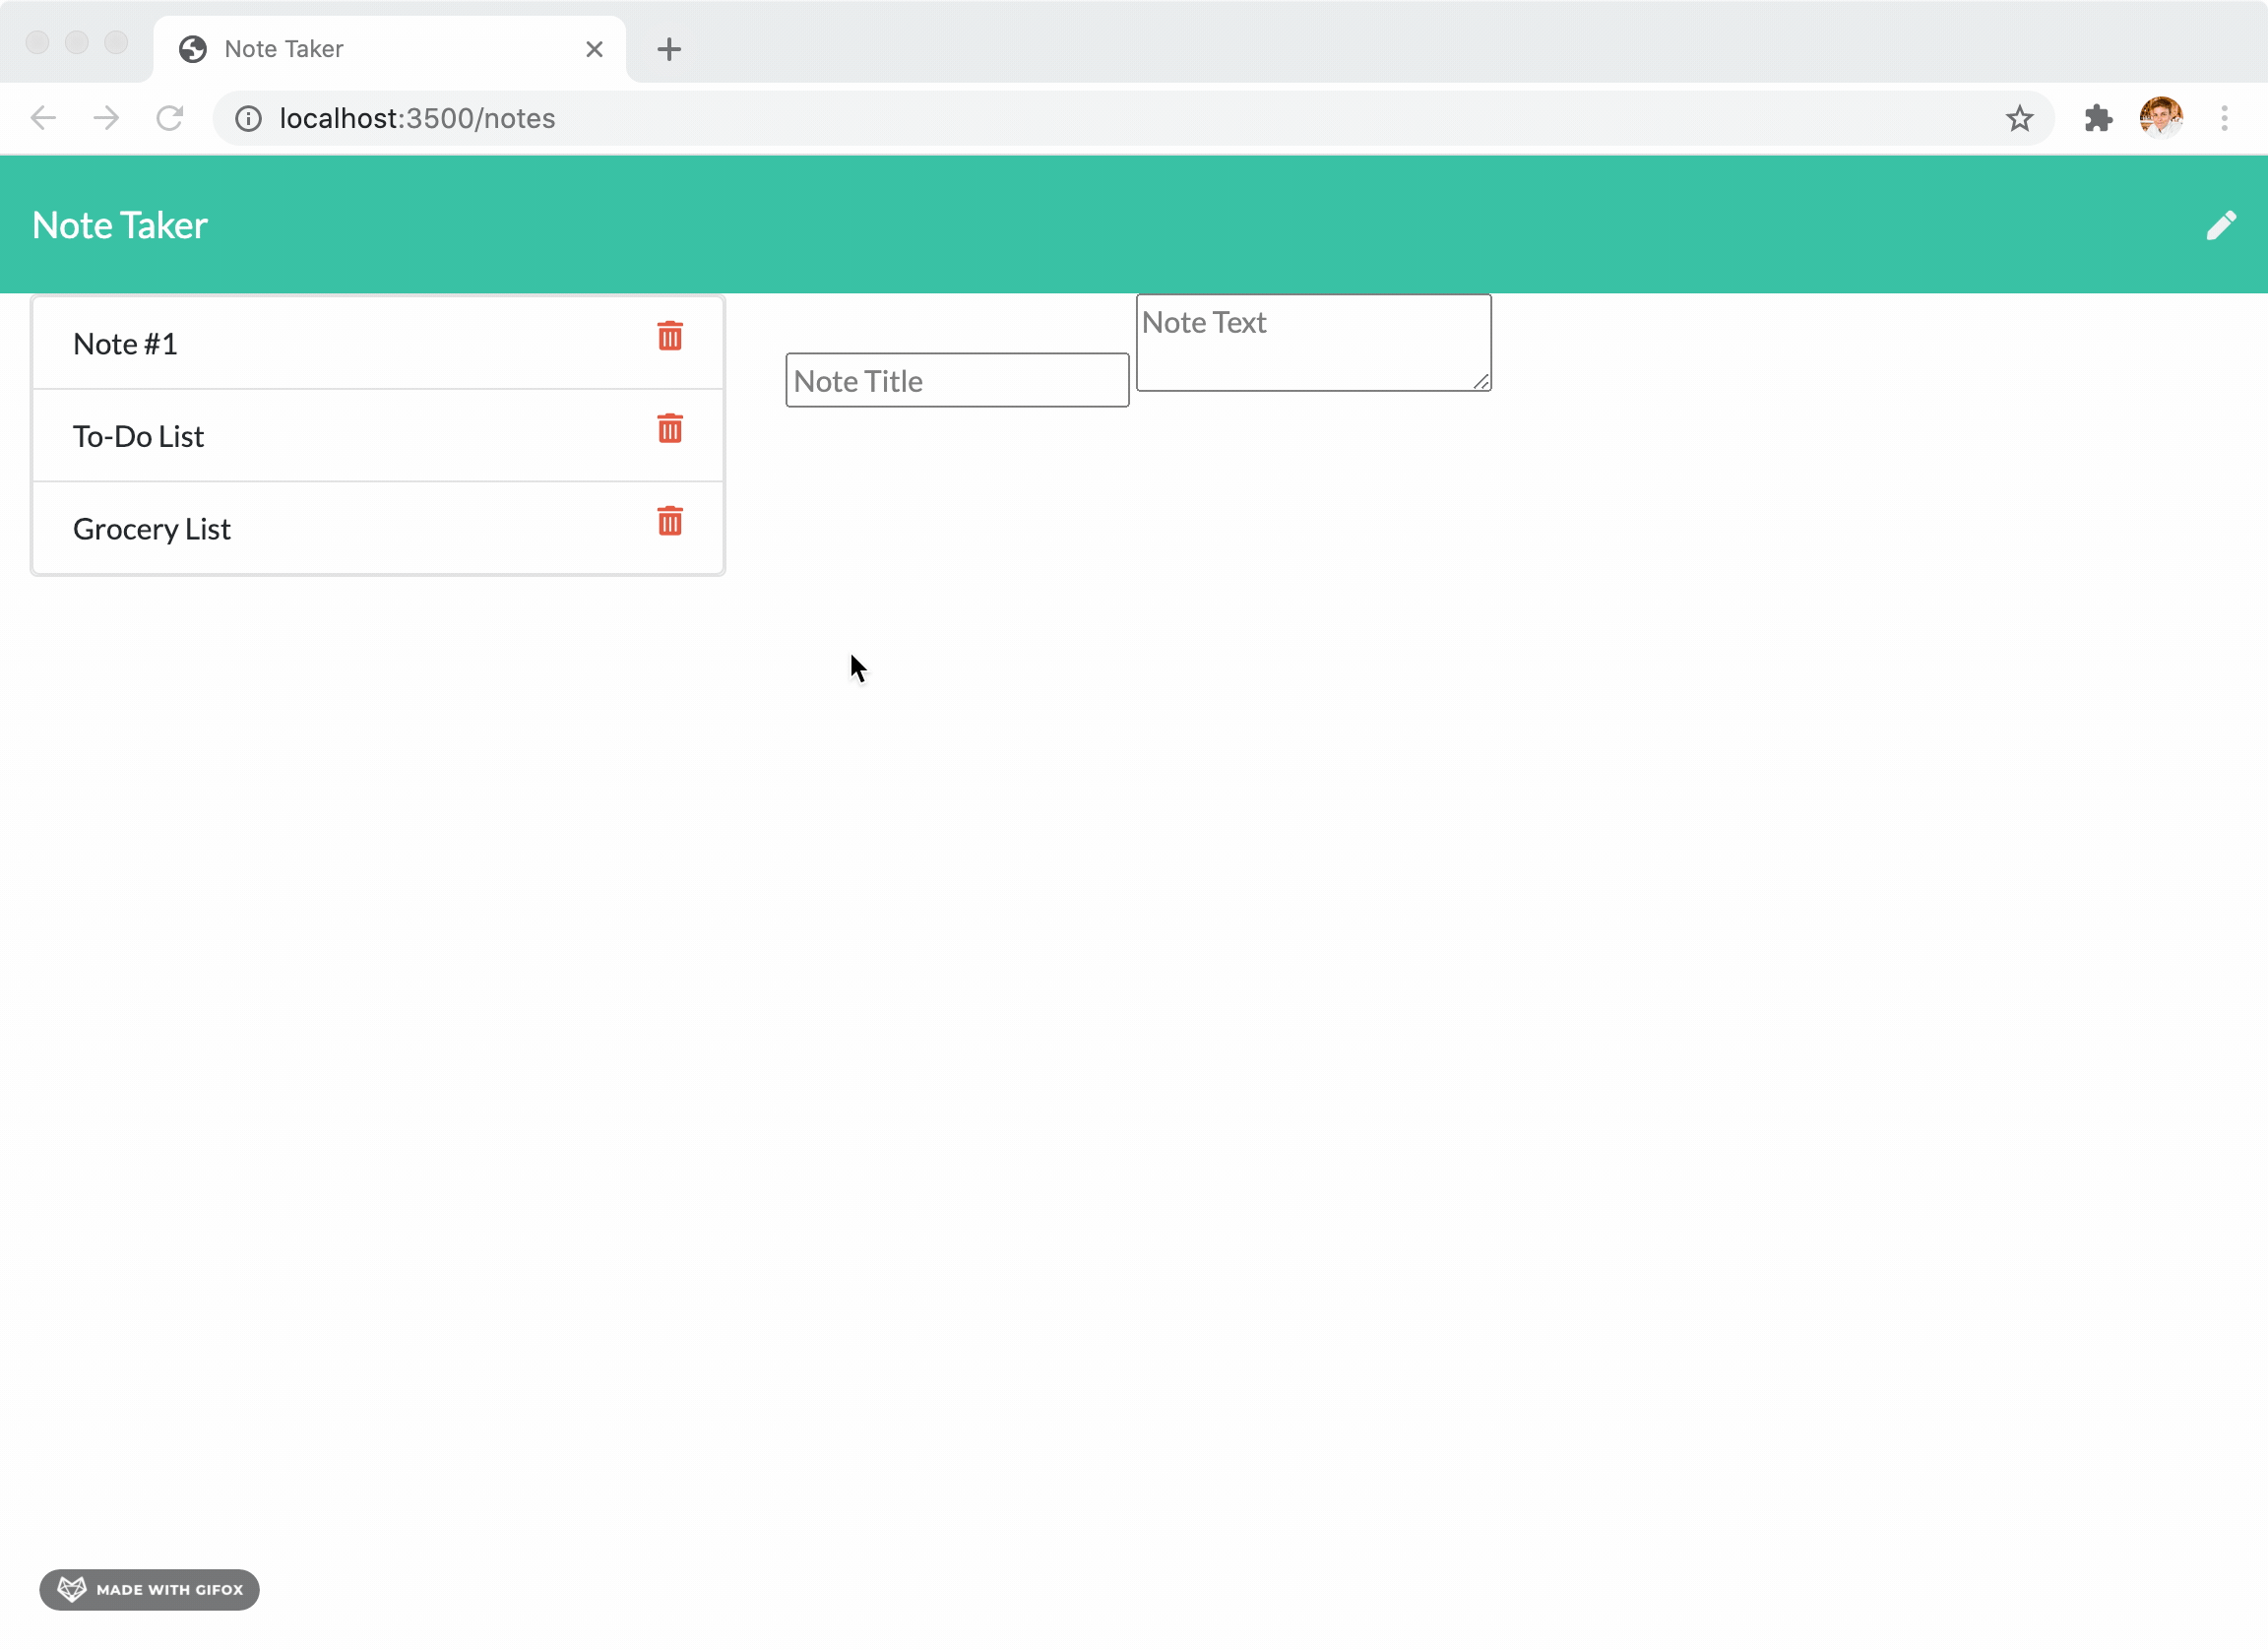 Note Taker
localhost:3500/notes
Note Taker
Note #1
To-Do List
Grocery List
Note Title
Note Text
MADE WITH GIFOX